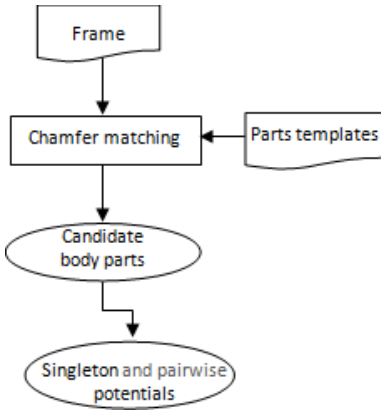 Frame
Chamfer matching
Parts templates
Candidate
body parts
Singleton and pairwise
potentials